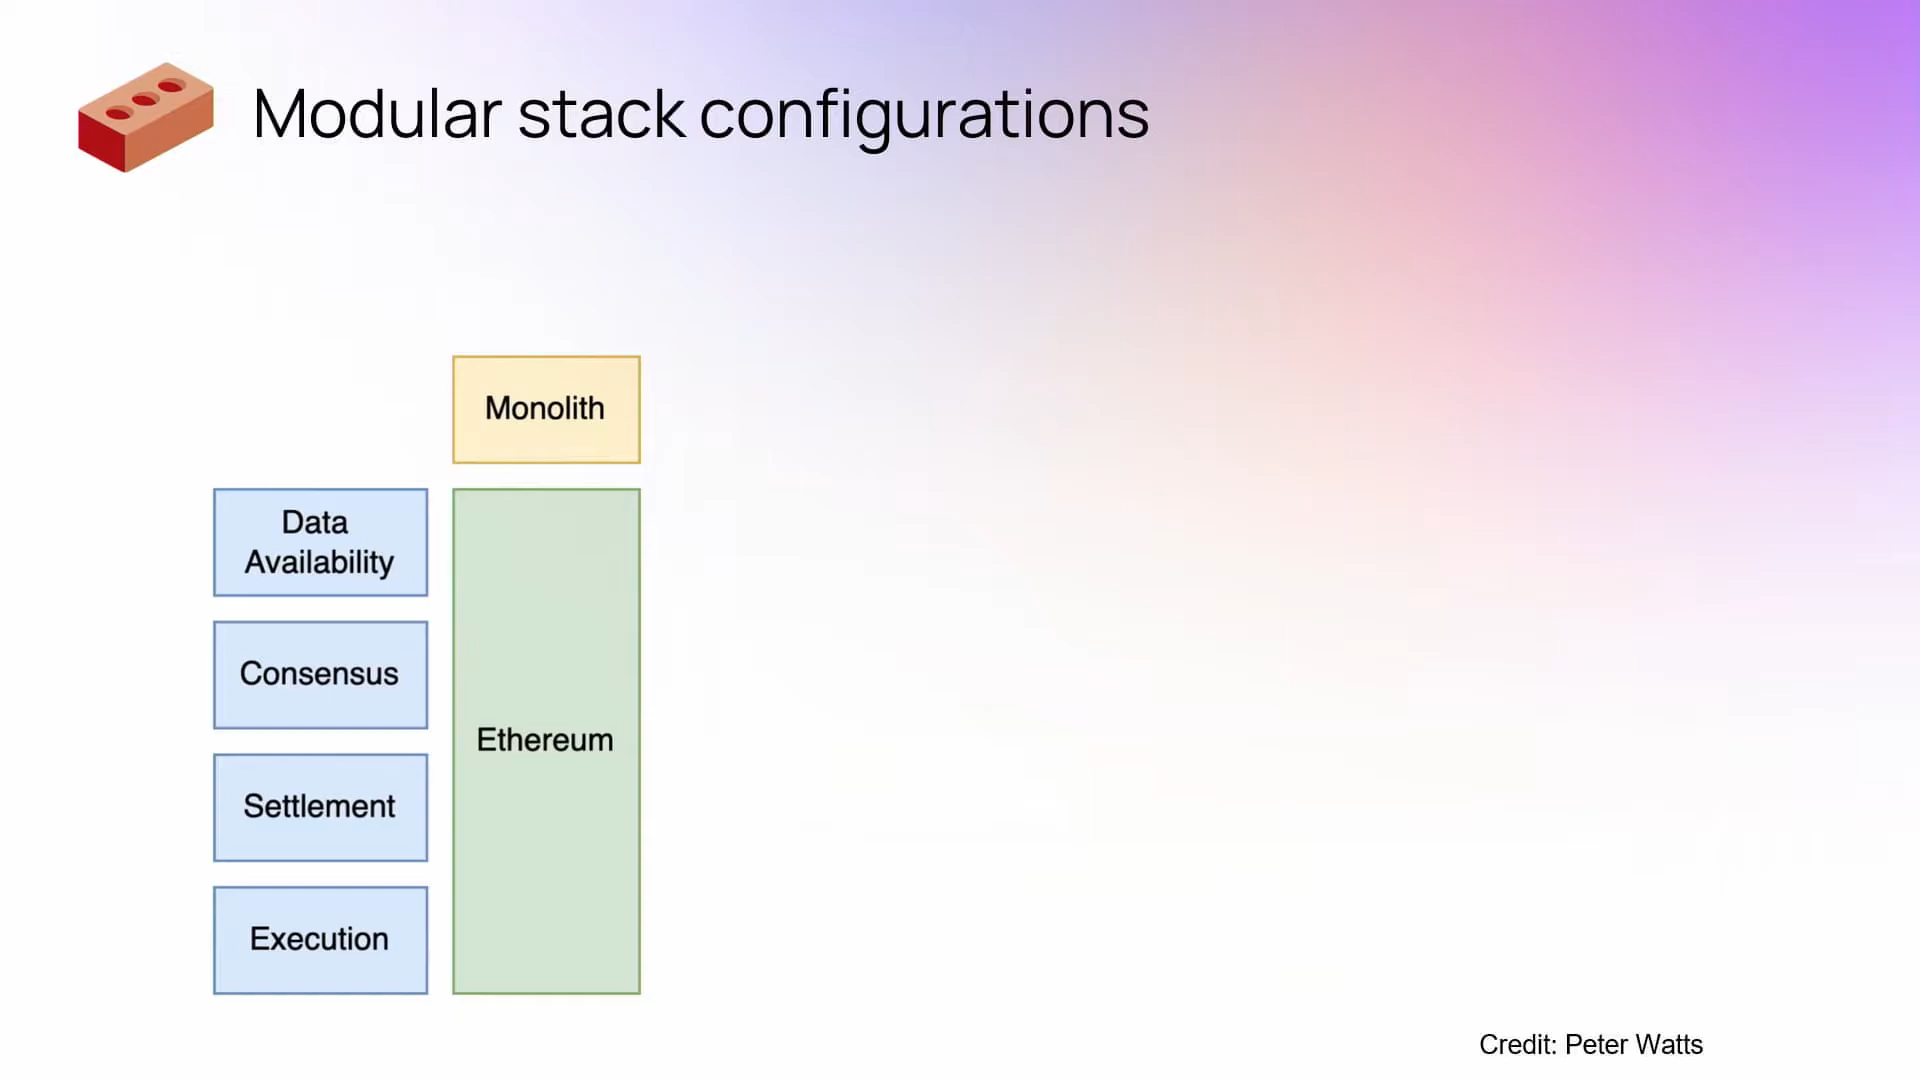 Modular stack configurations
Monolith
Data
Availability
Consensus
Settlement
Execution
Ethereum
Credit: Peter Watts